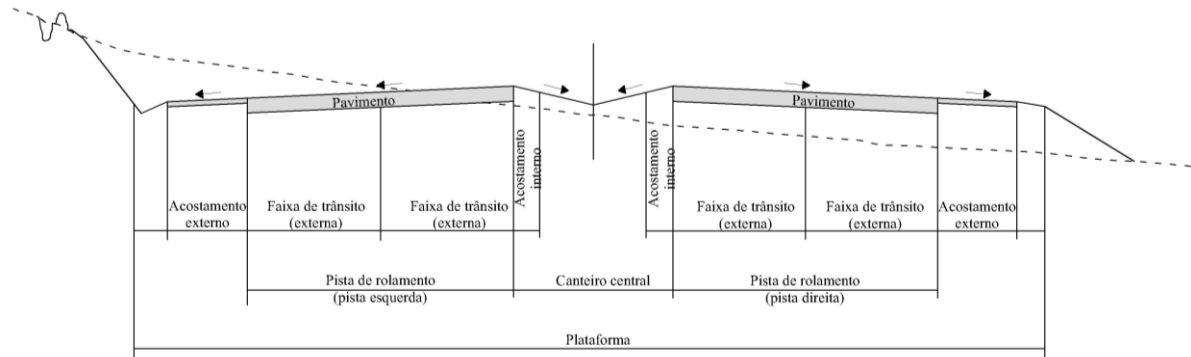 Pavimento
Pavimento
Acostamento
interno
Acostamento
interno
Acostamento
externo
Faixa de trânsito
(externa)
Faixa de trânsito
(externa)
Faixa de trânsito
(externa)
Faixa de trânsito
(externa)
Acostamento
externo
Pista de rolamento
(pista esquerda)
Canteiro central
Pista de rolamento
(pista direita)
Plataforma